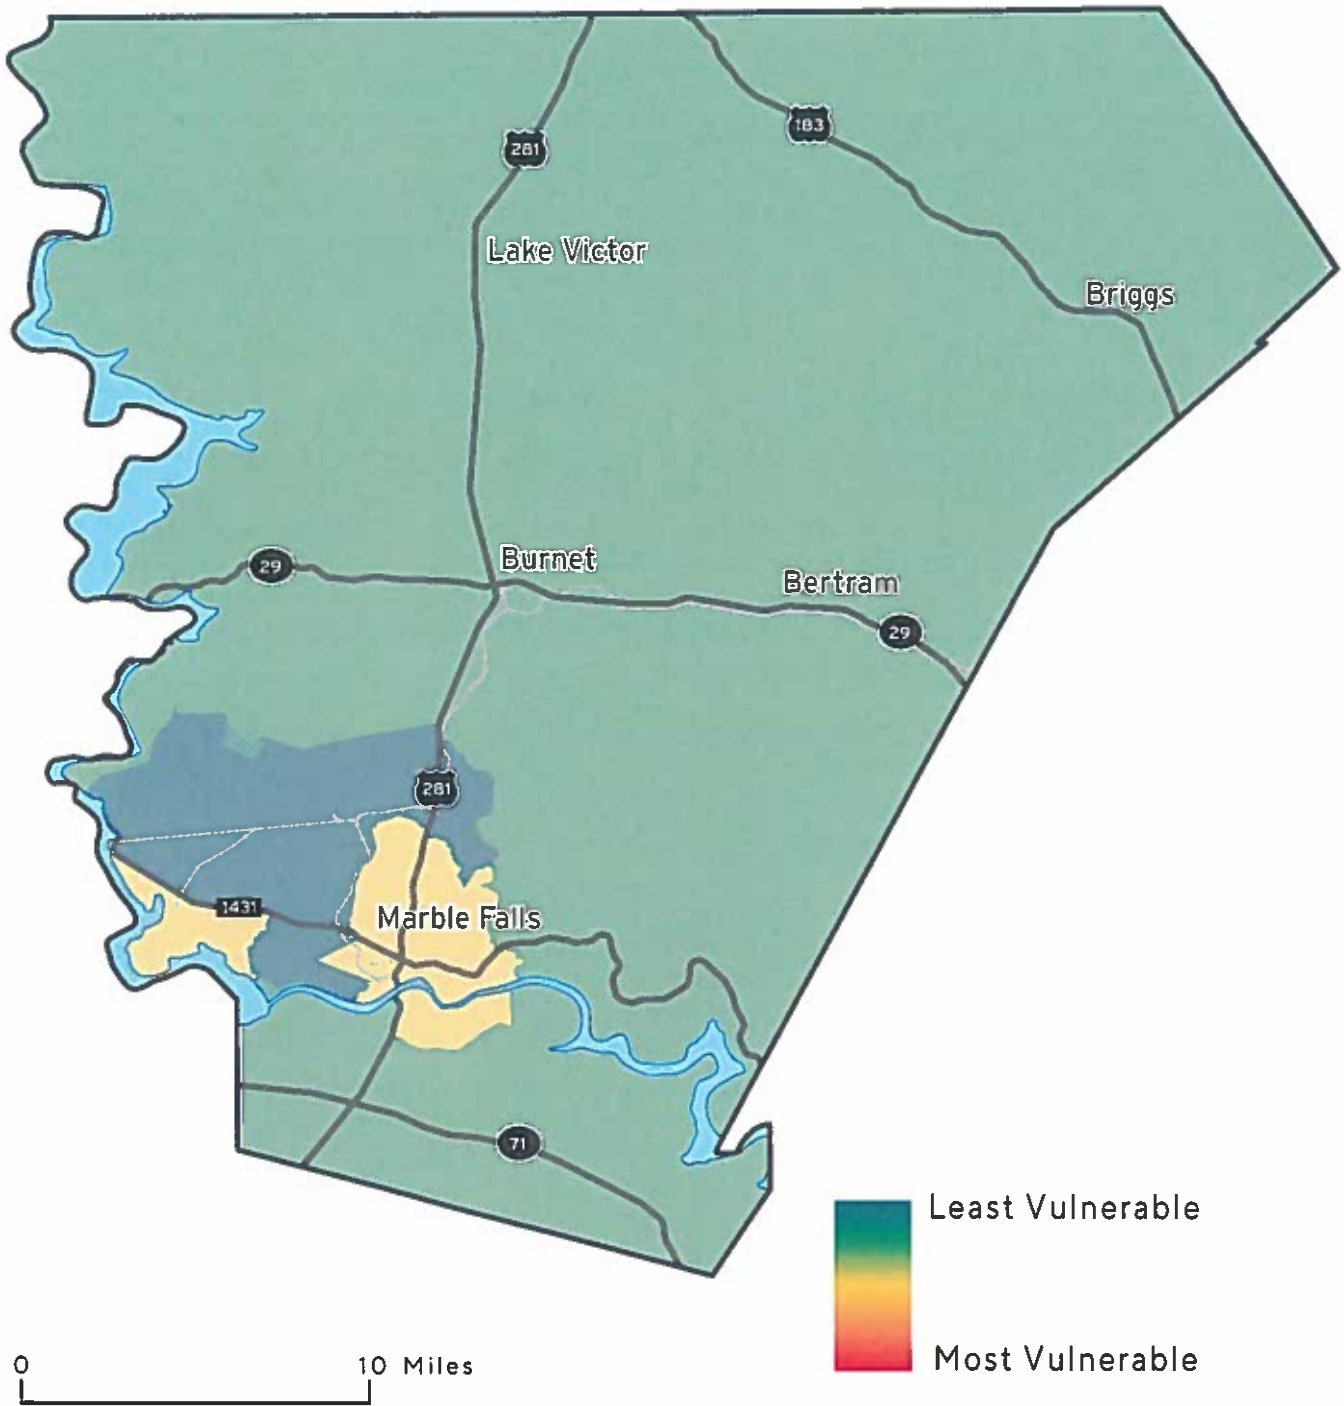 183
281
Lake Victor
Briggs
Burnet
29
Bertram
29
281
1431
Marble Falls
71
Least Vulnerable
Most Vulnerable
0
10 Miles